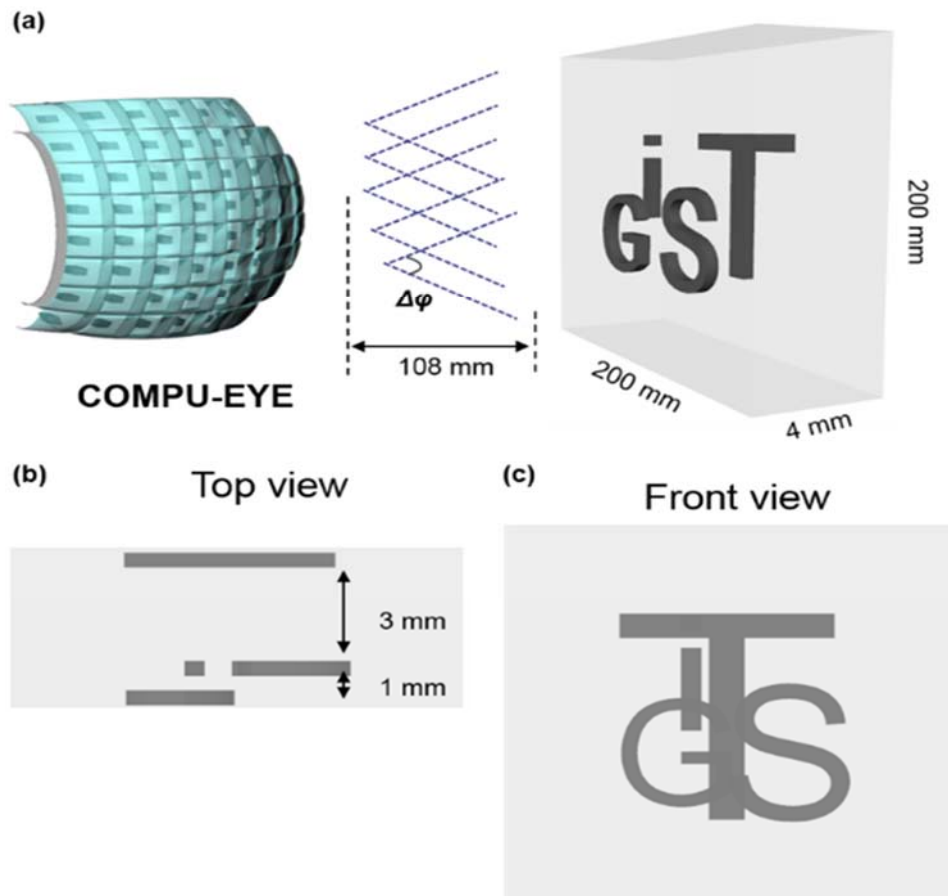 (a)
Δφ
108 mm
COMPU-EYE
GiST
200 mm
200 mm
4 mm
(b)
Top view
3 mm
1 mm
(c)
Front view
GiST